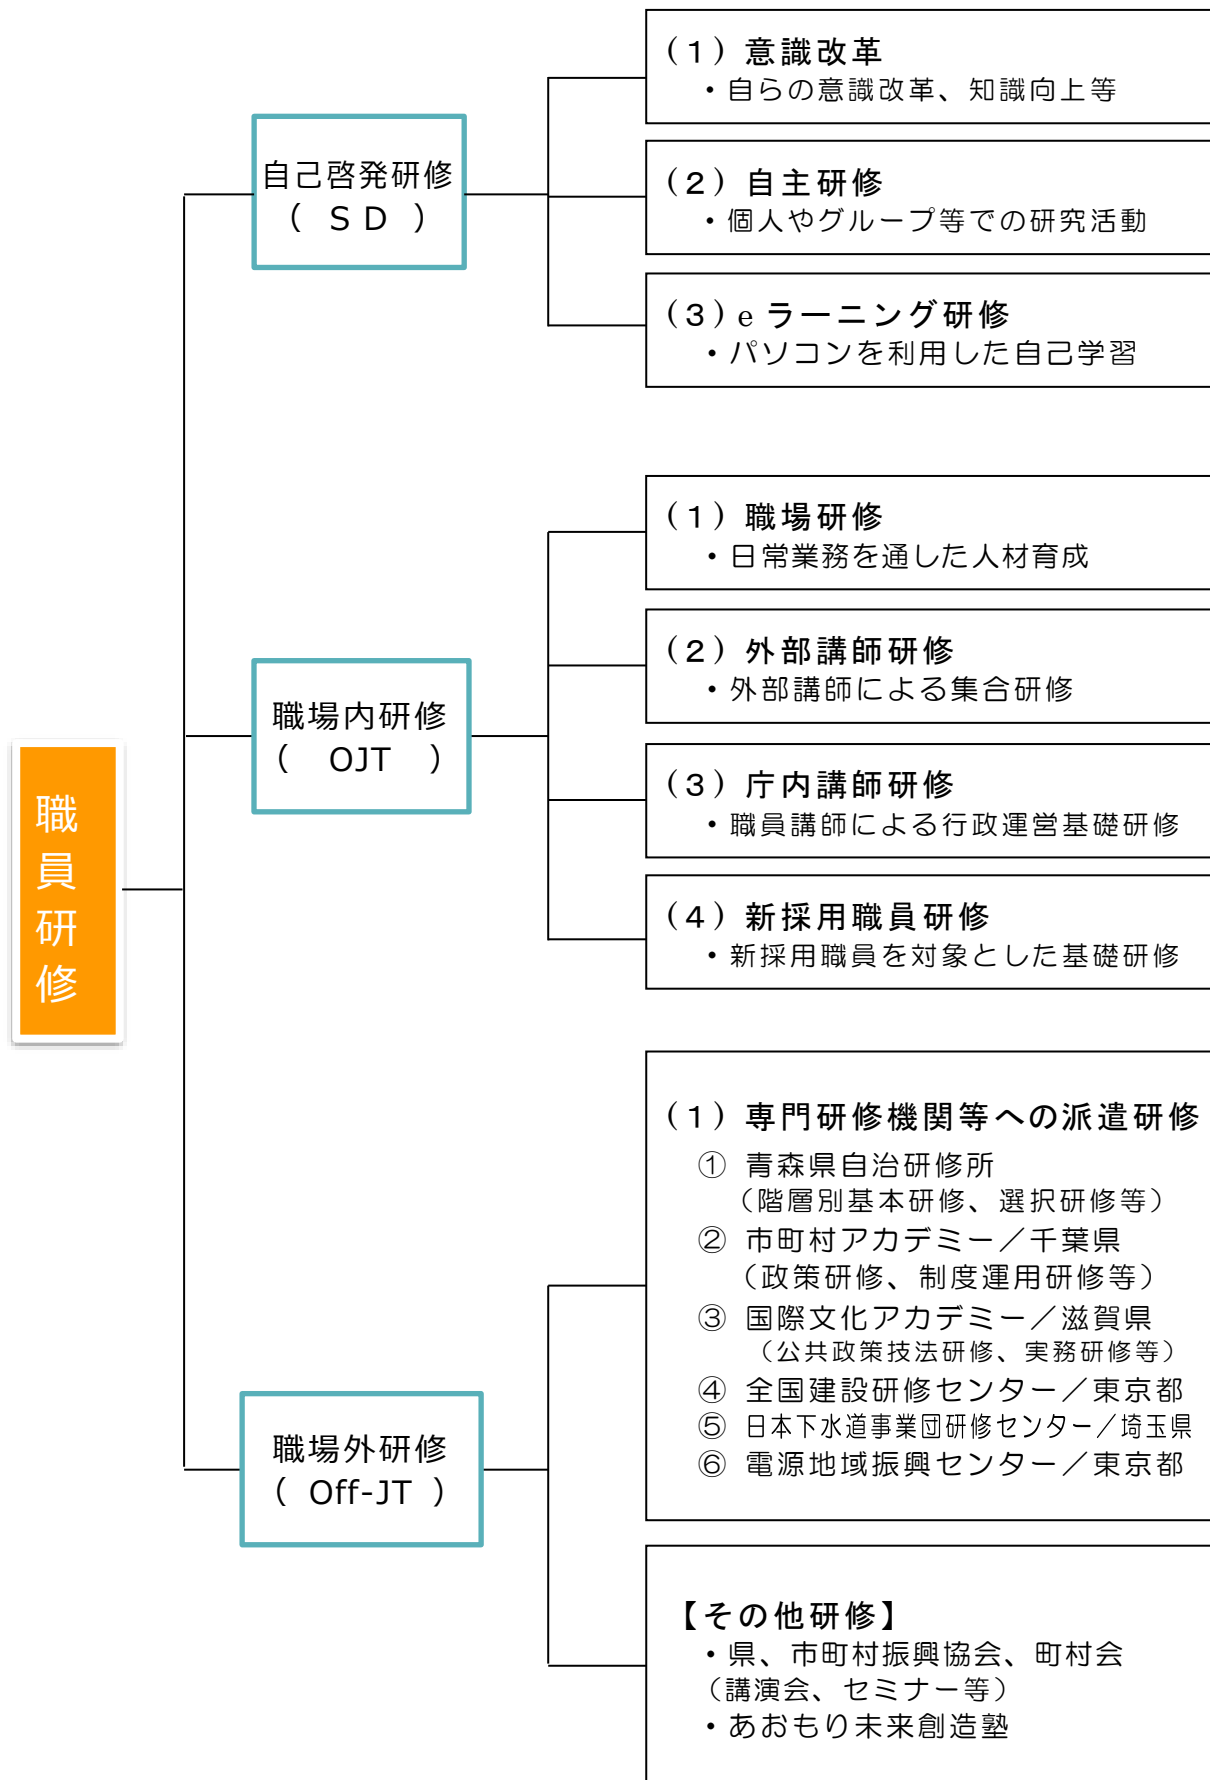 職員研修
自己啓発研修
（ＳＤ）
（１）意識改革
・自らの意識改革、知識向上等
（２）自主研修
・個人やグループ等での研究活動
（３）e ラーニング研修
・パソコンを利用した自己学習
職場内研修
（ OJT ）
（１）職場研修
・日常業務を通した人材育成
（２）外部講師研修
・外部講師による集合研修
（３）庁内講師研修
・職員講師による行政運営基礎研修
（４）新採用職員研修
・新採用職員を対象とした基礎研修
職場外研修
（ Off-JT ）
（１）専門研修機関等への派遣研修
① 青森県自治研修所
（階層別基本研修、選択研修等）
② 市町村アカデミー／千葉県
（政策研修、制度運用研修等）
③ 国際文化アカデミー／滋賀県
（公共政策技法研修、実務研修等）
④ 全国建設研修センター／東京都
⑤ 日本下水道事業団研修センター／埼玉県
⑥ 電源地域振興センター／東京都
【その他研修】
・県、市町村振興協会、町村会
（講演会、セミナー等）
・あおもり未来創造塾